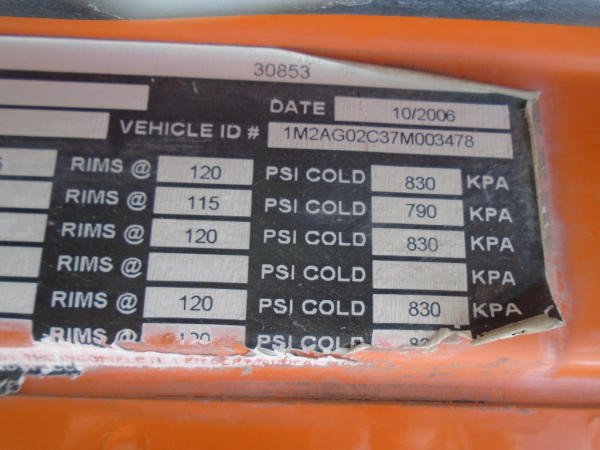 30853
DATE 10/2006
VEHICLE ID # 1M2AG02C37M003478
RIMS @ 120 PSI COLD 830 KPA
RIMS @ 115 PSI COLD 790 KPA
RIMS @ 120 PSI COLD 830 KPA
RIMS @ PSI COLD KPA
RIMS @ 120 PSI COLD 830 KPA
RIMS @ 120 PSI COLD